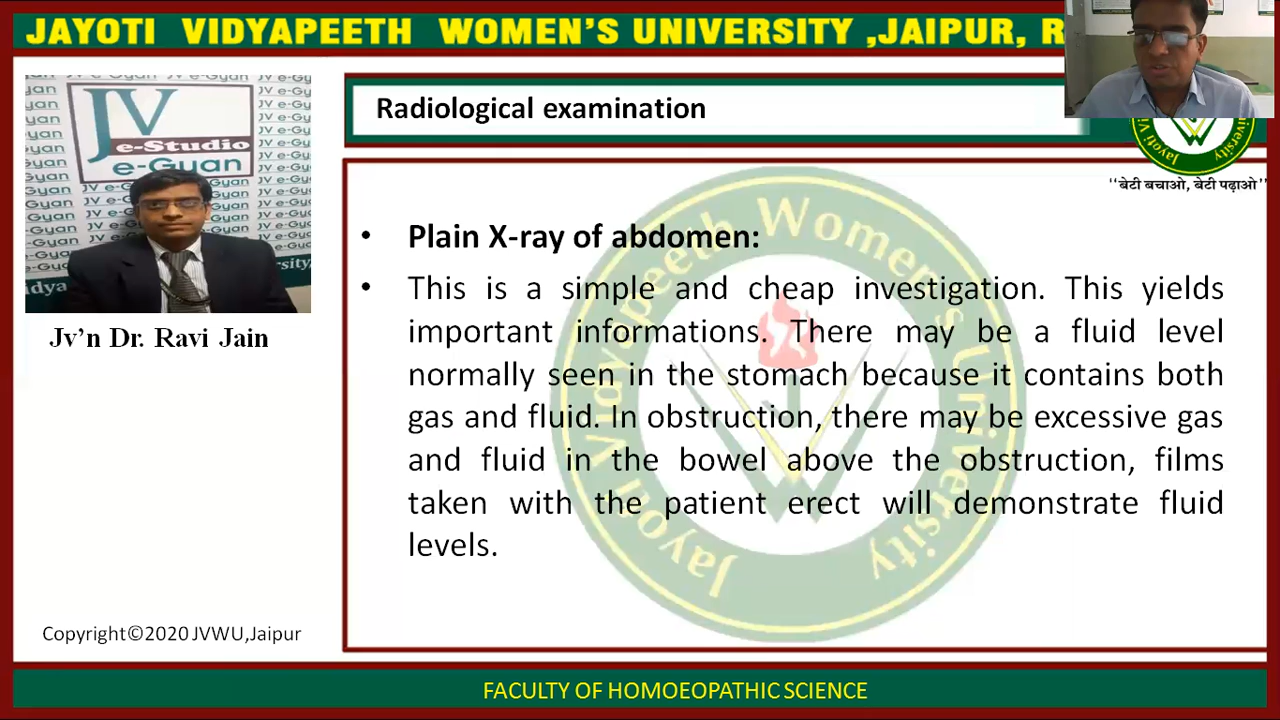 JAYOTI VIDYAPEETH WOMEN'S UNIVERSITY ,JAIPUR, R
JV
e-Studio
e-Gyan
Radiological examination
"बेटी बचाओ, बेटी पढ़ाओ"
Jv'n Dr. Ravi Jain
• Plain X-ray of abdomen:
• This is a simple and cheap investigation. This yields
important informations. There may be a fluid level
normally seen in the stomach because it contains both
gas and fluid. In obstruction, there may be excessive gas
and fluid in the bowel above the obstruction, films
taken with the patient erect will demonstrate fluid
levels.
Jayoti Vidyapeeth Women's University
Copyright©2020 JVWU,Jaipur
FACULTY OF HOMOEOPATHIC SCIENCE